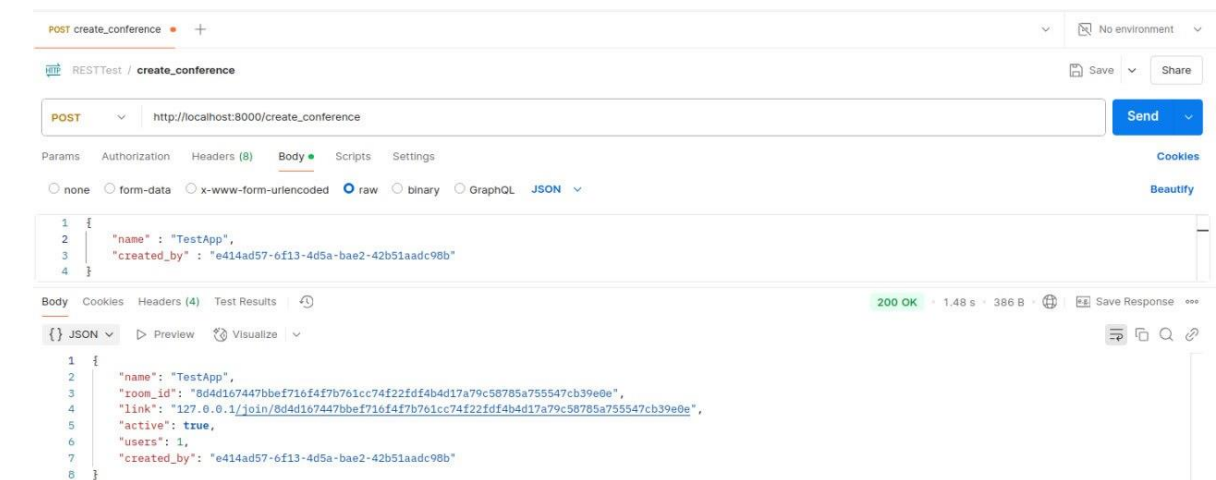 POST create_conference
No environment
HTTP RESTTest / create_conference Save Share
POST http://localhost:8000/create_conference Send
Params Authorization Headers (8) Body Scripts Settings Cookies
none form-data x-www-form-urlencoded raw binary GraphQL JSON Beautify
1 {
2 "name" : "TestApp",
3 "created_by" : "e414ad57-6f13-4d5a-bae2-42b51aadc98b"
4 }
Body Cookies Headers (4) Test Results 200 OK 1.48 s 386 B e.g. Save Response
{} JSON Preview Visualize
1 {
2 "name": "TestApp",
3 "room_id": "8d4d167447bbef716f4f7b761cc74f22fdf4b4d17a79c58785a755547cb39e0e",
4 "link": "127.0.0.1/join/8d4d167447bbef716f4f7b761cc74f22fdf4b4d17a79c58785a755547cb39e0e",
5 "active": true,
6 "users": 1,
7 "created_by": "e414ad57-6f13-4d5a-bae2-42b51aadc98b"
8 }